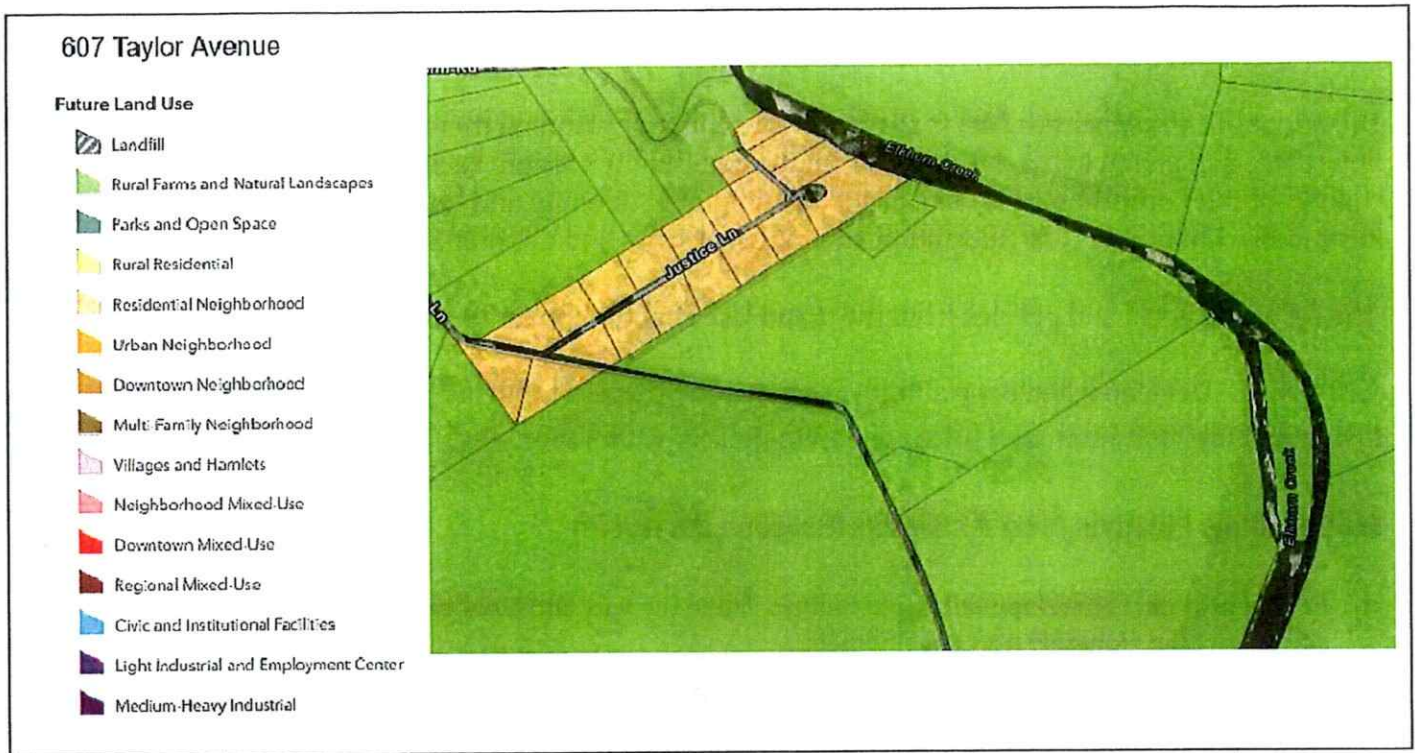 607 Taylor Avenue
Future Land Use
Landfill
Rural Farms and Natural Landscapes
Parks and Open Space
Rural Residential
Residential Neighborhood
Urban Neighborhood
Downtown Neighborhood
Multi-Family Neighborhood
Villages and Hamlets
Neighborhood Mixed-Use
Downtown Mixed-Use
Regional Mixed-Use
Civic and Institutional Facilities
Light Industrial and Employment Center
Medium-Heavy Industrial
Elkhorn Creek
Justice Ln
Ln
Elkhorn Creek